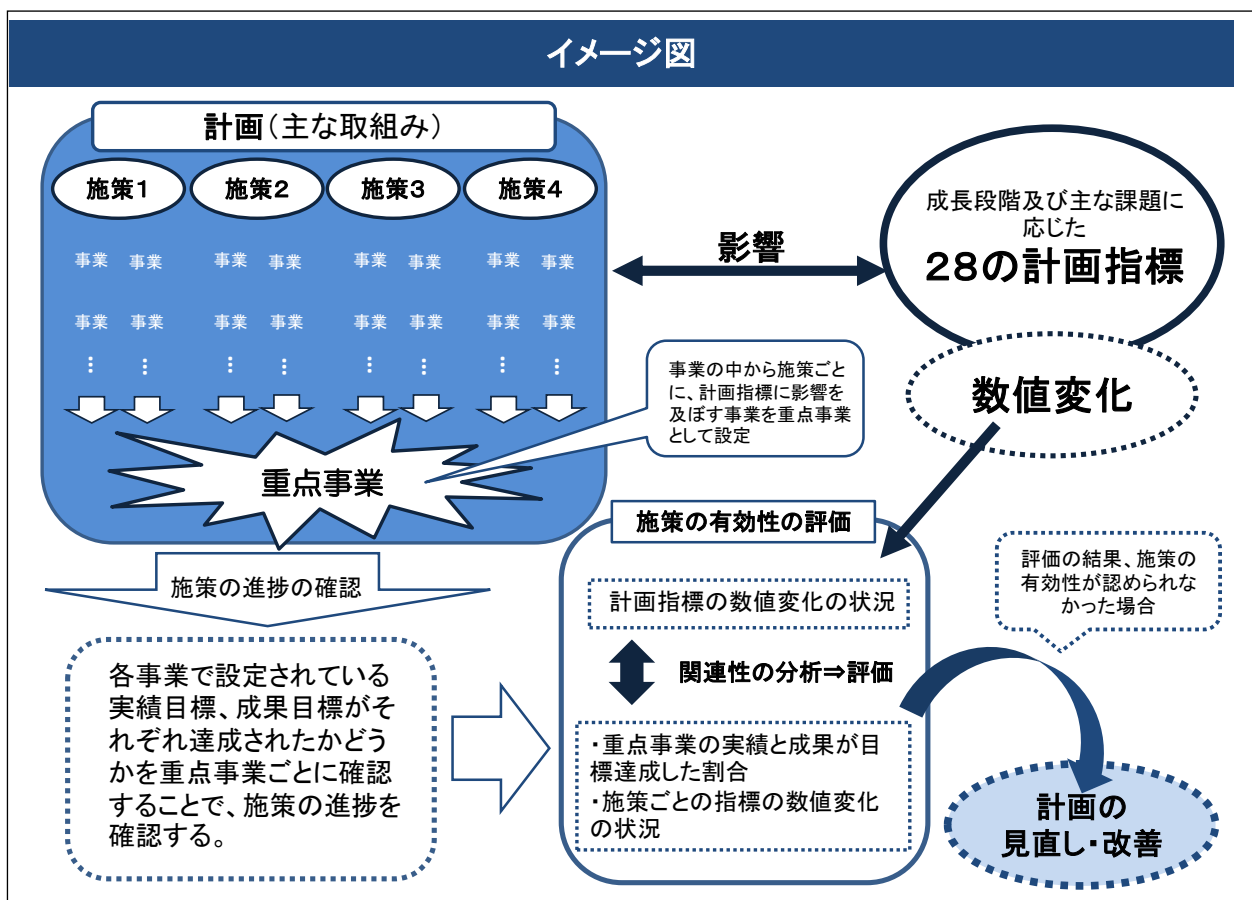 イメージ図
計画（主な取組み）
施策１ 施策２ 施策３ 施策４
事業 事業 事業 事業 事業 事業 事業 事業
事業 事業 事業 事業 事業 事業 事業 事業
⋮ ⋮ ⋮ ⋮ ⋮ ⋮ ⋮ ⋮
重点事業
事業の中から施策ごと
に、計画指標に影響を
及ぼす事業を重点事業
として設定
影響
成長段階及び主な課題に
応じた
２８の計画指標
数値変化
施策の進捗の確認
各事業で設定されている
実績目標、成果目標がそ
れぞれ達成されたかどう
かを重点事業ごとに確認
することで、施策の進捗を
確認する。
施策の有効性の評価
計画指標の数値変化の状況
関連性の分析⇒評価
・重点事業の実績と成果が目
標達成した割合
・施策ごとの指標の数値変化
の状況
評価の結果、施策の
有効性が認められな
かった場合
計画の
見直し・改善